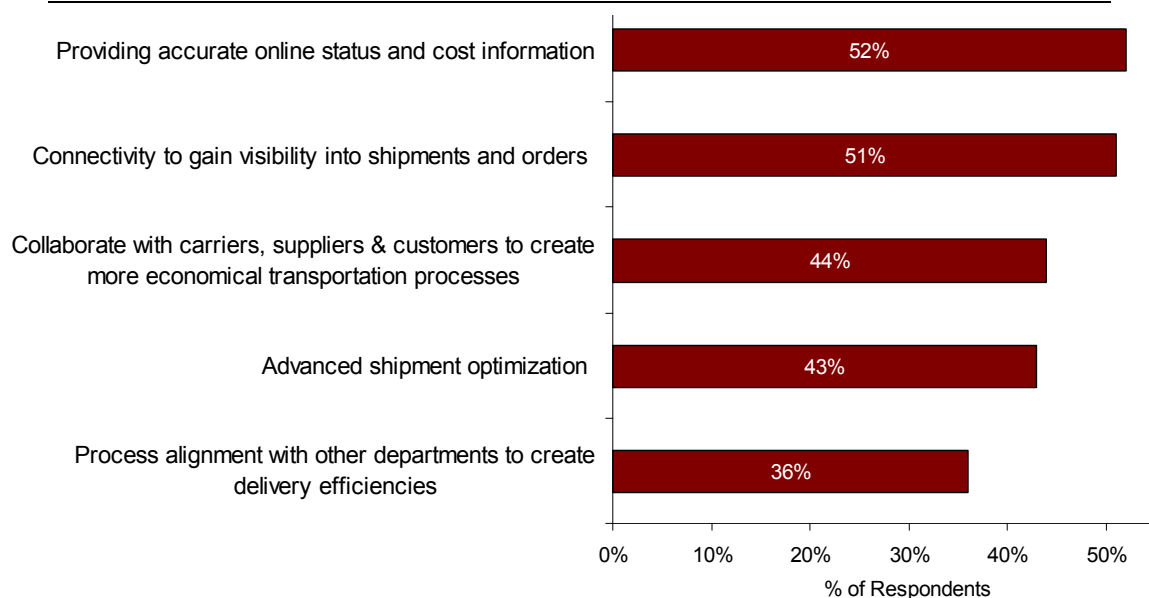 Providing accurate online status and cost information
52%
Connectivity to gain visibility into shipments and orders
51%
Collaborate with carriers, suppliers & customers to create
more economical transportation processes
44%
Advanced shipment optimization
43%
Process alignment with other departments to create
delivery efficiencies
36%
0% 10% 20% 30% 40% 50%
% of Respondents